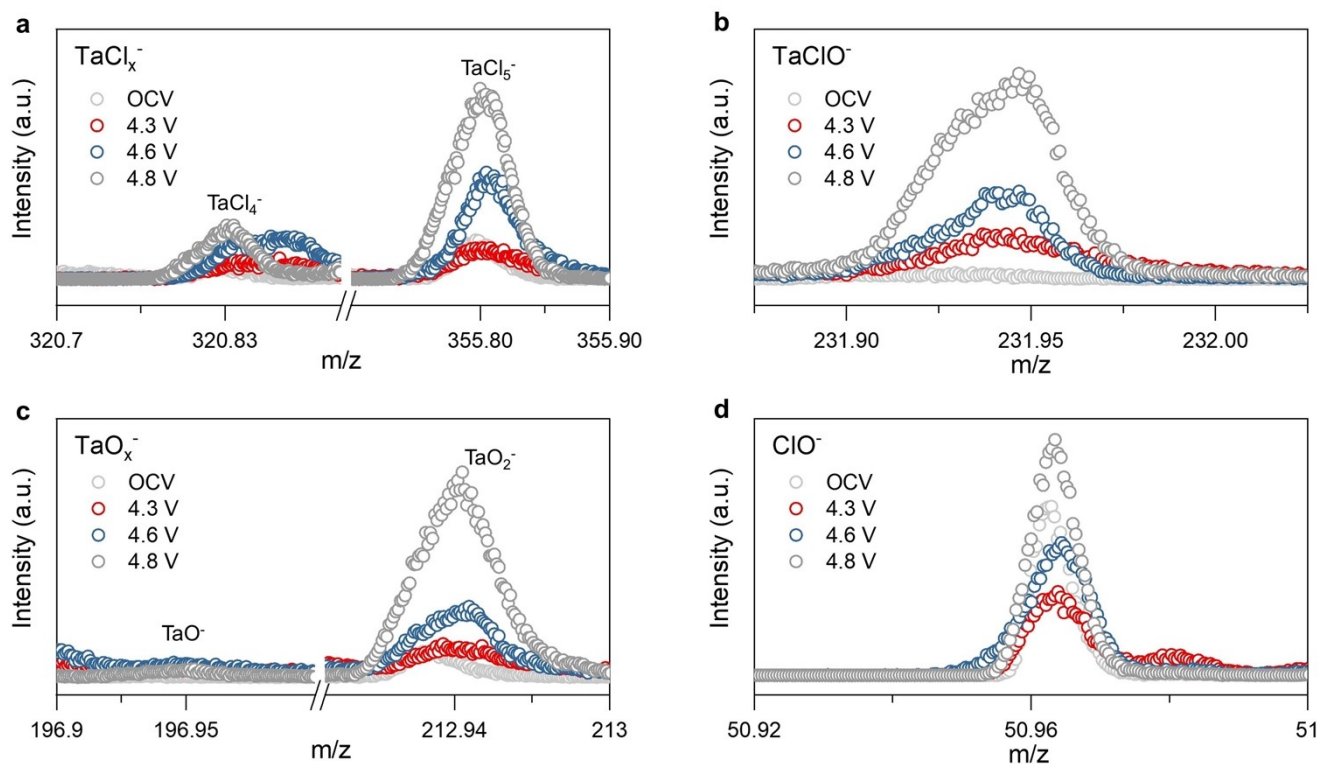 a
TaClₓ⁻
OCV
4.3 V
4.6 V
4.8 V
TaCl₄⁻
TaCl₅⁻
Intensity (a.u.)
320.7
320.83
355.80
355.90
m/z
b
TaClO⁻
OCV
4.3 V
4.6 V
4.8 V
Intensity (a.u.)
231.90
231.95
232.00
m/z
c
TaOₓ⁻
OCV
4.3 V
4.6 V
4.8 V
TaO⁻
TaO₂⁻
Intensity (a.u.)
196.9
196.95
212.94
213
m/z
d
ClO⁻
OCV
4.3 V
4.6 V
4.8 V
Intensity (a.u.)
50.92
50.96
51
m/z